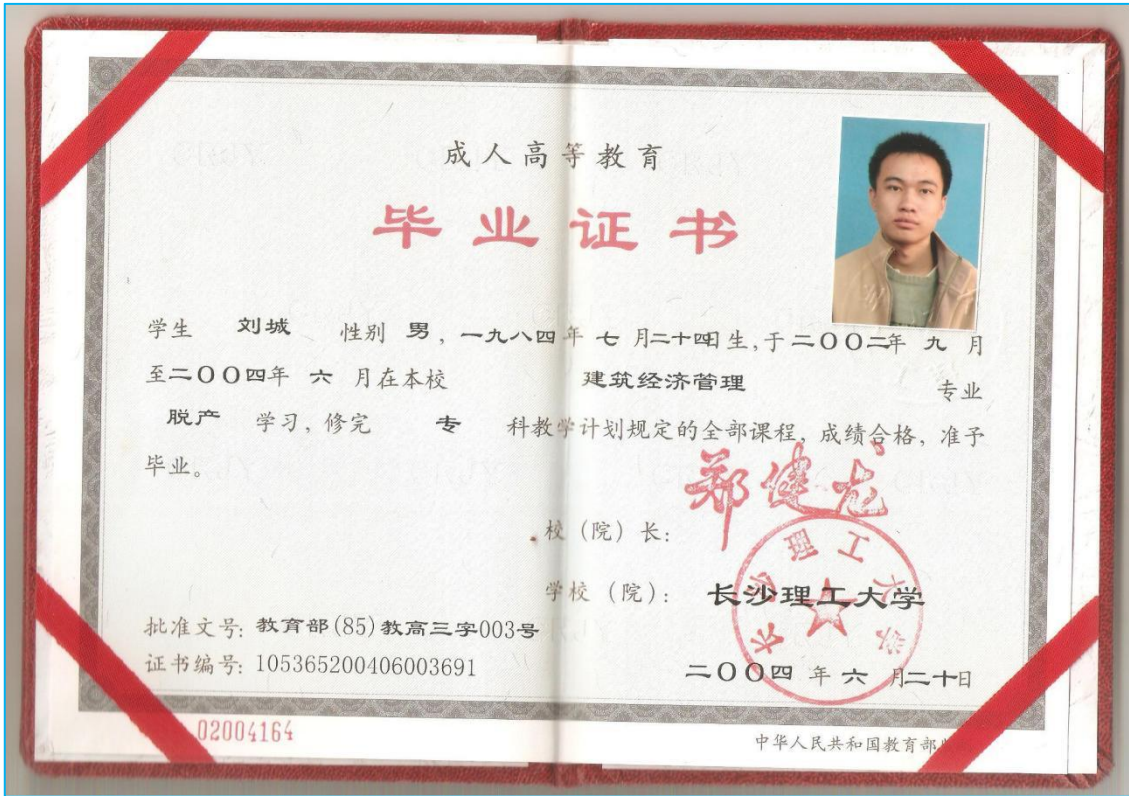 成人高等教育
毕业证书
学生 刘城 性别 男，一九八四年 七 月二十四日生，于二〇〇二年 九 月
至二〇〇四年 六 月在本校 建筑经济管理 专业
脱产 学习，修完 专 科教学计划规定的全部课程，成绩合格，准予
毕业。
郑健龙
校（院）长：
长沙理工大学
学校（院）： 长沙理工大学
批准文号：教育部(85)教高三字003号
证书编号：105365200406003691
二〇〇四 年 六 月二十日
02004164
中华人民共和国教育部